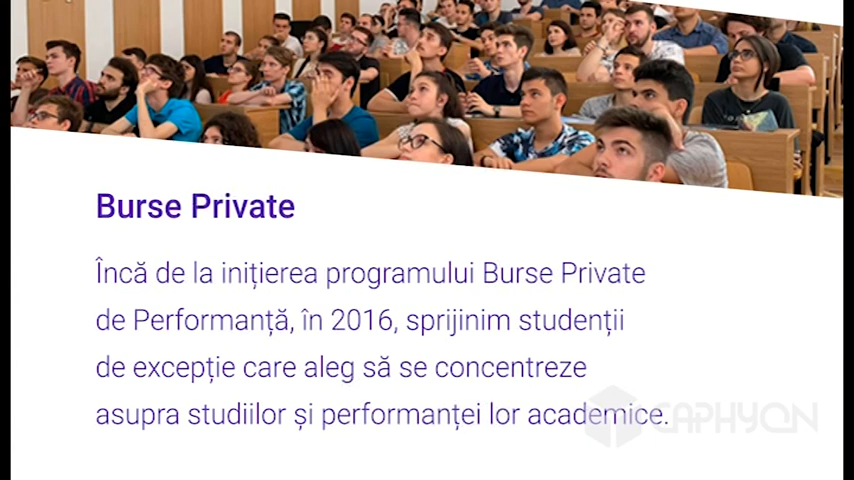 Burse Private
Încă de la inițierea programului Burse Private
de Performanță, în 2016, sprijinim studenții
de excepție care aleg să se concentreze
asupra studiilor și performanței lor academice.
CAPHYON